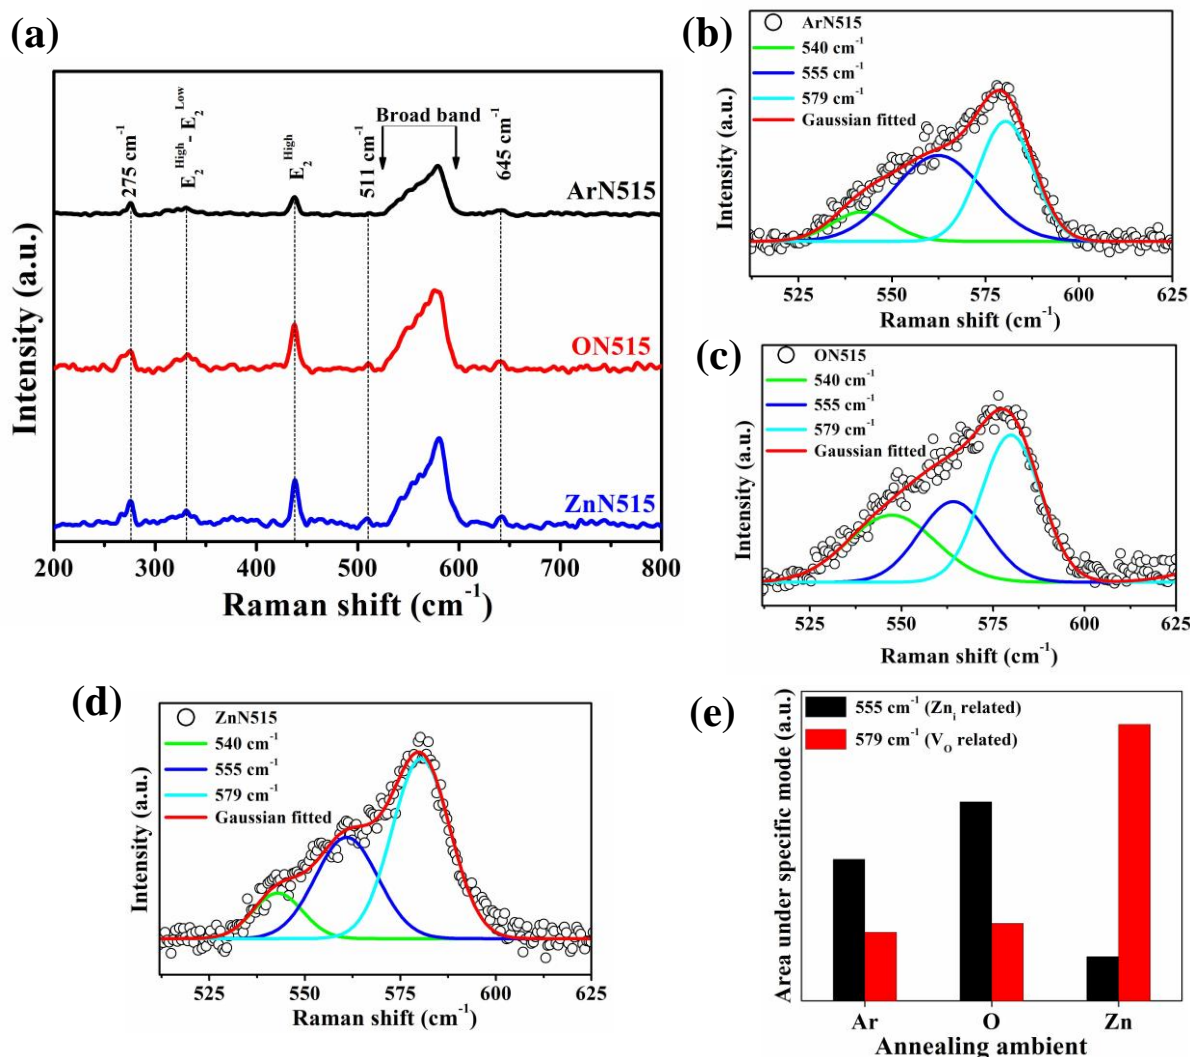 (a)
275 cm⁻¹
E₂ᴴⁱᵍʰ - E₂ᴸᵒʷ
E₂ᴴⁱᵍʰ
511 cm⁻¹
Broad band
645 cm⁻¹
ArN515
ON515
ZnN515
Intensity (a.u.)
200 300 400 500 600 700 800
Raman shift (cm⁻¹)
(b)
ArN515
540 cm⁻¹
555 cm⁻¹
579 cm⁻¹
Gaussian fitted
Intensity (a.u.)
525 550 575 600 625
Raman shift (cm⁻¹)
(c)
ON515
540 cm⁻¹
555 cm⁻¹
579 cm⁻¹
Gaussian fitted
Intensity (a.u.)
525 550 575 600 625
Raman shift (cm⁻¹)
(d)
ZnN515
540 cm⁻¹
555 cm⁻¹
579 cm⁻¹
Gaussian fitted
Intensity (a.u.)
525 550 575 600 625
Raman shift (cm⁻¹)
(e)
555 cm⁻¹ (Znᵢ related)
579 cm⁻¹ (V_O related)
Area under specific mode (a.u.)
Ar O Zn
Annealing ambient